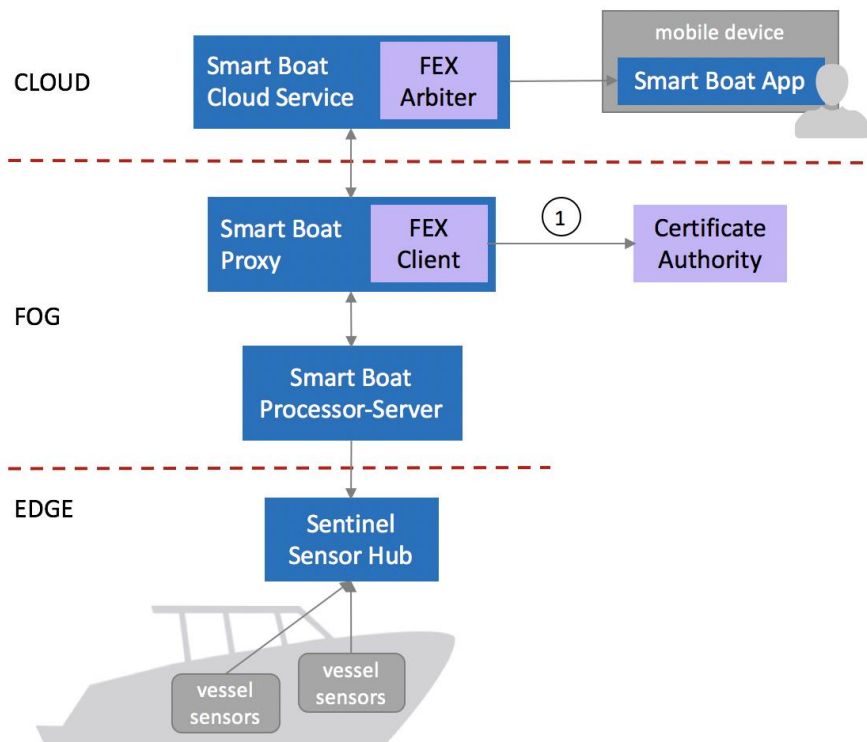 CLOUD
Smart Boat
Cloud Service
FEX
Arbiter
mobile device
Smart Boat App
FOG
Smart Boat
Proxy
FEX
Client
1
Certificate
Authority
Smart Boat
Processor-Server
EDGE
Sentinel
Sensor Hub
vessel
sensors
vessel
sensors